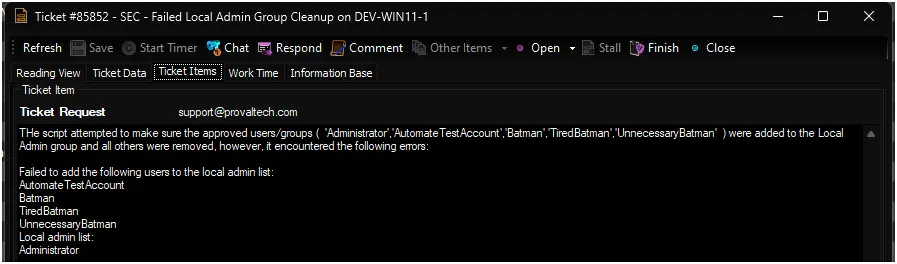 Ticket #85852 - SEC - Failed Local Admin Group Cleanup on DEV-WIN11-1
Refresh Save Start Timer Chat Respond Comment Other Items Open Stall Finish Close
Reading View Ticket Data Ticket Items Work Time Information Base
Ticket Item
Ticket Request support@provaltech.com
THe script attempted to make sure the approved users/groups ( 'Administrator','AutomateTestAccount','Batman','TiredBatman','UnnecessaryBatman' ) were added to the Local
Admin group and all others were removed, however, it encountered the following errors:
Failed to add the following users to the local admin list:
AutomateTestAccount
Batman
TiredBatman
UnnecessaryBatman
Local admin list:
Administrator